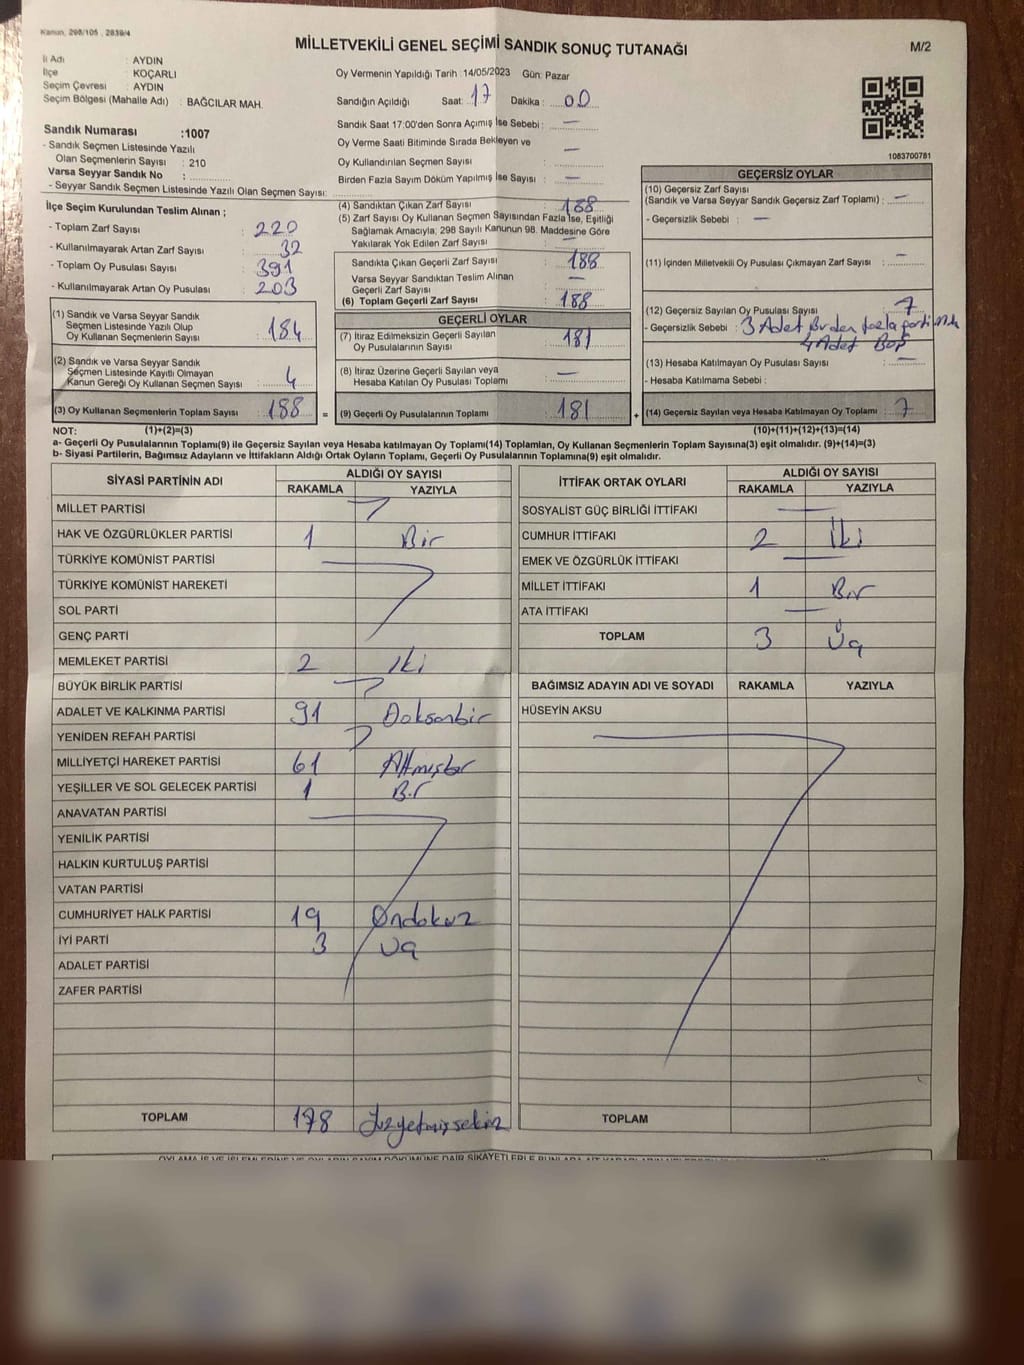 Kanun, 298/105 , 2839/4
MİLLETVEKİLİ GENEL SEÇİMİ SANDIK SONUÇ TUTANAĞI
M/2
İl Adı : AYDIN
İlçe : KOÇARLI
Seçim Çevresi : AYDIN
Seçim Bölgesi (Mahalle Adı) : BAĞCILAR MAH.
Sandık Numarası :1007
- Sandık Seçmen Listesinde Yazılı
Olan Seçmenlerin Sayısı : 210
Varsa Seyyar Sandık No :
- Seyyar Sandık Seçmen Listesinde Yazılı Olan Seçmen Sayısı:
Oy Vermenin Yapıldığı Tarih : 14/05/2023 Gün: Pazar
Sandığın Açıldığı Saat: 17 Dakika : 00
Sandık Saat 17:00'den Sonra Açımış İse Sebebi : —
Oy Verme Saati Bitiminde Sırada Bekleyen ve
Oy Kullandırılan Seçmen Sayısı : —
Birden Fazla Sayım Döküm Yapılmış İse Sayısı : —
1083700781
İlçe Seçim Kurulundan Teslim Alınan ;
- Toplam Zarf Sayısı : 220
- Kullanılmayarak Artan Zarf Sayısı : 32
- Toplam Oy Pusulası Sayısı : 391
- Kullanılmayarak Artan Oy Pusulası : 203
(1) Sandık ve Varsa Seyyar Sandık
Seçmen Listesinde Yazılı Olup
Oy Kullanan Seçmenlerin Sayısı : 184
(2) Sandık ve Varsa Seyyar Sandık
Seçmen Listesinde Kayıtlı Olmayan
Kanun Gereği Oy Kullanan Seçmen Sayısı : 4
(3) Oy Kullanan Seçmenlerin Toplam Sayısı : 188 =
(4) Sandıktan Çıkan Zarf Sayısı : 188
(5) Zarf Sayısı Oy Kullanan Seçmen Sayısından Fazla İse, Eşitliği
Sağlamak Amacıyla; 298 Sayılı Kanunun 98. Maddesine Göre
Yakılarak Yok Edilen Zarf Sayısı : —
Sandıkta Çıkan Geçerli Zarf Sayısı : 188
Varsa Seyyar Sandıktan Teslim Alınan
Geçerli Zarf Sayısı : —
(6) Toplam Geçerli Zarf Sayısı : 188
GEÇERLİ OYLAR
(7) İtiraz Edilmeksizin Geçerli Sayılan
Oy Pusulalarının Sayısı : 181
(8) İtiraz Üzerine Geçerli Sayılan veya
Hesaba Katılan Oy Pusulası Toplamı : —
(9) Geçerli Oy Pusulalarının Toplamı : 181 +
GEÇERSİZ OYLAR
(10) Geçersiz Zarf Sayısı
(Sandık ve Varsa Seyyar Sandık Geçersiz Zarf Toplamı) : —
- Geçersizlik Sebebi : —
(11) İçinden Milletvekili Oy Pusulası Çıkmayan Zarf Sayısı : —
(12) Geçersiz Sayılan Oy Pusulası Sayısı : 7
- Geçersizlik Sebebi : 3 Adet Birden fazla
4 Adet Boş
(13) Hesaba Katılmayan Oy Pusulası Sayısı : —
- Hesaba Katılmama Sebebi :
(14) Geçersiz Sayılan veya Hesaba Katılmayan Oy Toplamı : 7
NOT: (1)+(2)=(3) (10)+(11)+(12)+(13)=(14)
a- Geçerli Oy Pusulalarının Toplamı(9) ile Geçersiz Sayılan veya Hesaba katılmayan Oy Toplamı(14) Toplamları, Oy Kullanan Seçmenlerin Toplam Sayısına(3) eşit olmalıdır. (9)+(14)=(3)
b- Siyasi Partilerin, Bağımsız Adayların ve İttifakların Aldığı Ortak Oyların Toplamı, Geçerli Oy Pusulalarının Toplamına(9) eşit olmalıdır.
SİYASİ PARTİNİN ADI ALDIĞI OY SAYISI
RAKAMLA YAZIYLA
MİLLET PARTİSİ
HAK VE ÖZGÜRLÜKLER PARTİSİ 1 Bir
TÜRKİYE KOMÜNİST PARTİSİ
TÜRKİYE KOMÜNİST HAREKETİ
SOL PARTİ
GENÇ PARTİ
MEMLEKET PARTİSİ 2 İki
BÜYÜK BİRLİK PARTİSİ
ADALET VE KALKINMA PARTİSİ 91 Doksanbir
YENİDEN REFAH PARTİSİ
MİLLİYETÇİ HAREKET PARTİSİ 61 Altmışbir
YEŞİLLER VE SOL GELECEK PARTİSİ 1 Bir
ANAVATAN PARTİSİ
YENİLİK PARTİSİ
HALKIN KURTULUŞ PARTİSİ
VATAN PARTİSİ
CUMHURİYET HALK PARTİSİ 19 Ondokuz
İYİ PARTİ 3 Üç
ADALET PARTİSİ
ZAFER PARTİSİ
TOPLAM 178 Yüzyetmişsekiz
İTTİFAK ORTAK OYLARI ALDIĞI OY SAYISI
RAKAMLA YAZIYLA
SOSYALİST GÜÇ BİRLİĞİ İTTİFAKI —
CUMHUR İTTİFAKI 2 İki
EMEK VE ÖZGÜRLÜK İTTİFAKI —
MİLLET İTTİFAKI 1 Bir
ATA İTTİFAKI —
TOPLAM 3 Üç
BAĞIMSIZ ADAYIN ADI VE SOYADI RAKAMLA YAZIYLA
HÜSEYİN AKSU
TOPLAM